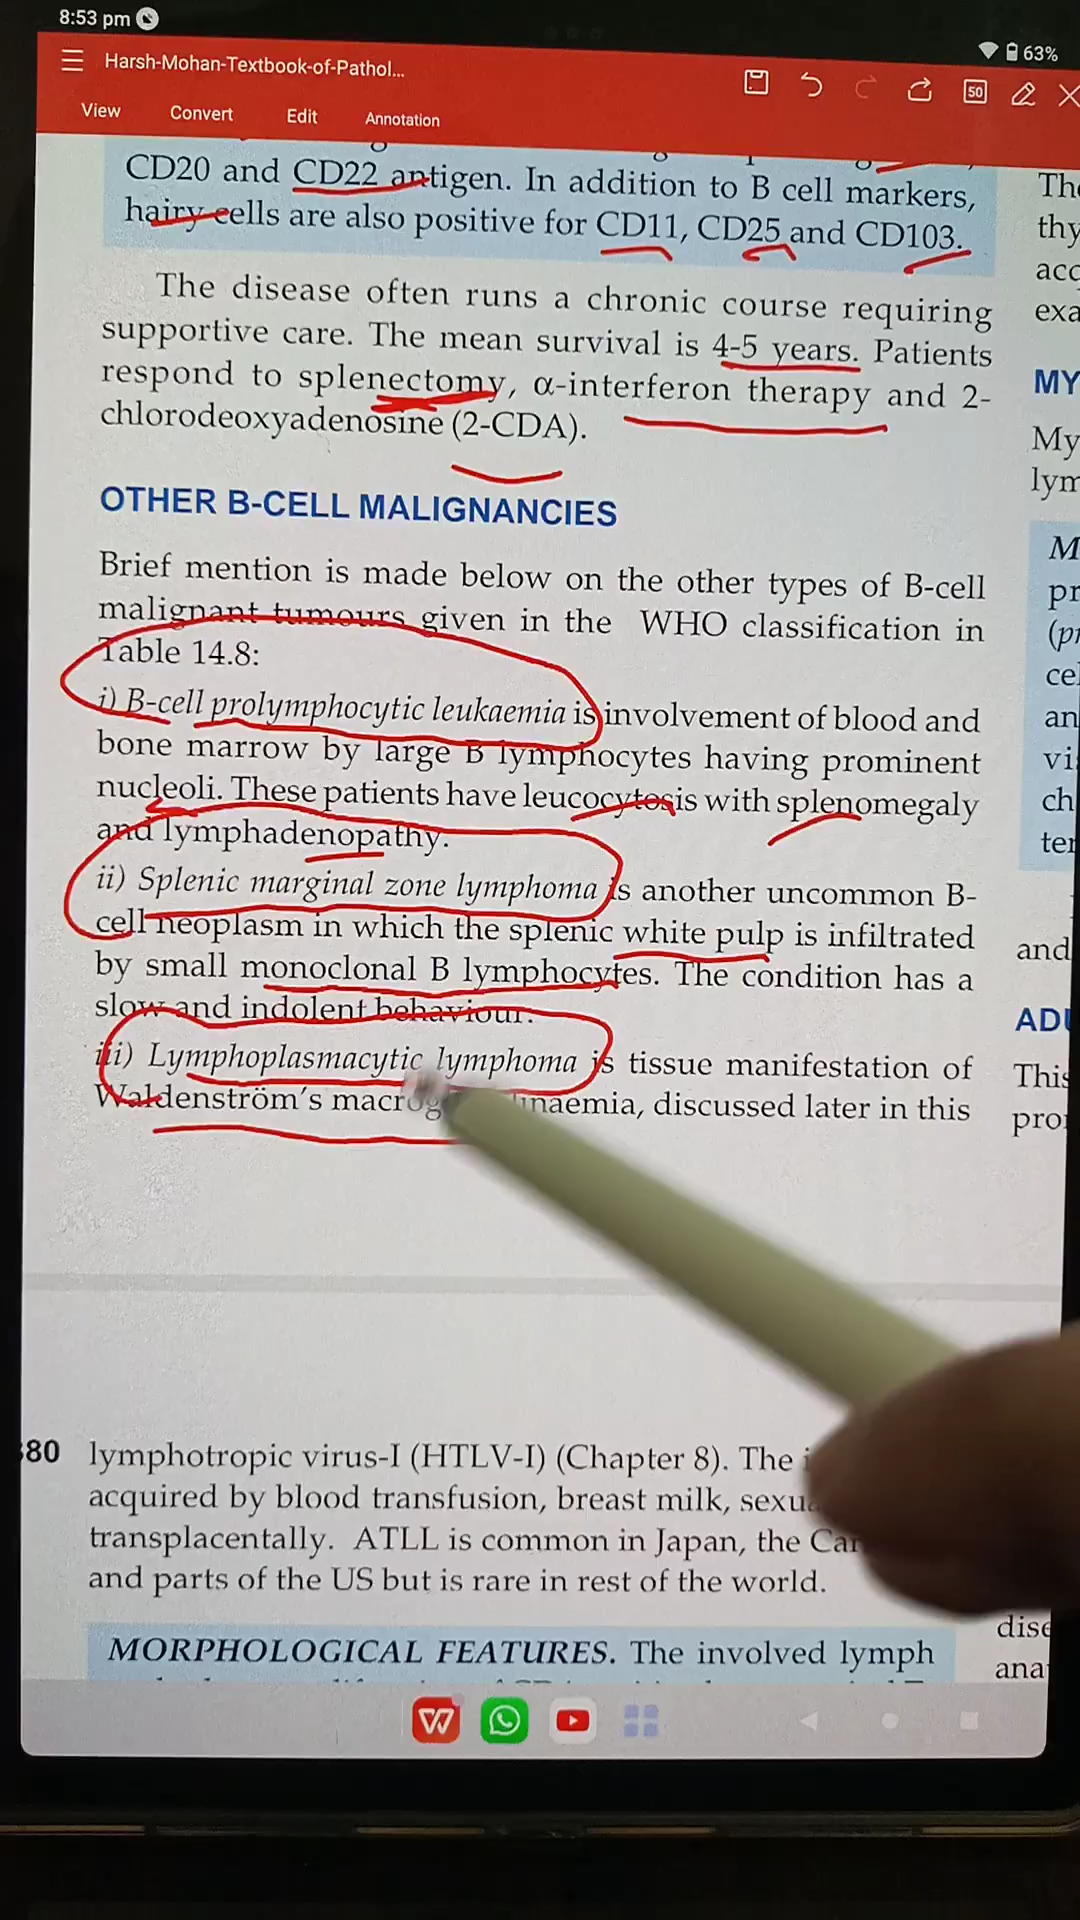 8:53 pm
63%
Harsh-Mohan-Textbook-of-Pathol...
50
View Convert Edit Annotation
CD20 and CD22 antigen. In addition to B cell markers,
hairy cells are also positive for CD11, CD25 and CD103.
The disease often runs a chronic course requiring
supportive care. The mean survival is 4-5 years. Patients
respond to splenectomy, α-interferon therapy and 2-
chlorodeoxyadenosine (2-CDA).
OTHER B-CELL MALIGNANCIES
Brief mention is made below on the other types of B-cell
malignant tumours given in the WHO classification in
Table 14.8:
i) B-cell prolymphocytic leukaemia is involvement of blood and
bone marrow by large B lymphocytes having prominent
nucleoli. These patients have leucocytosis with splenomegaly
and lymphadenopathy.
ii) Splenic marginal zone lymphoma is another uncommon B-
cell neoplasm in which the splenic white pulp is infiltrated
by small monoclonal B lymphocytes. The condition has a
slow and indolent behaviour.
iii) Lymphoplasmacytic lymphoma is tissue manifestation of
Waldenström's discussed later in this
80 lymphotropic virus-I (HTLV-I) (Chapter 8). The
acquired by blood transfusion, breast milk,
transplacentally. ATLL is common in Japan, the
and parts of the US but is rare in rest of the world.
MORPHOLOGICAL FEATURES. The involved lymph
MY
My
and
This